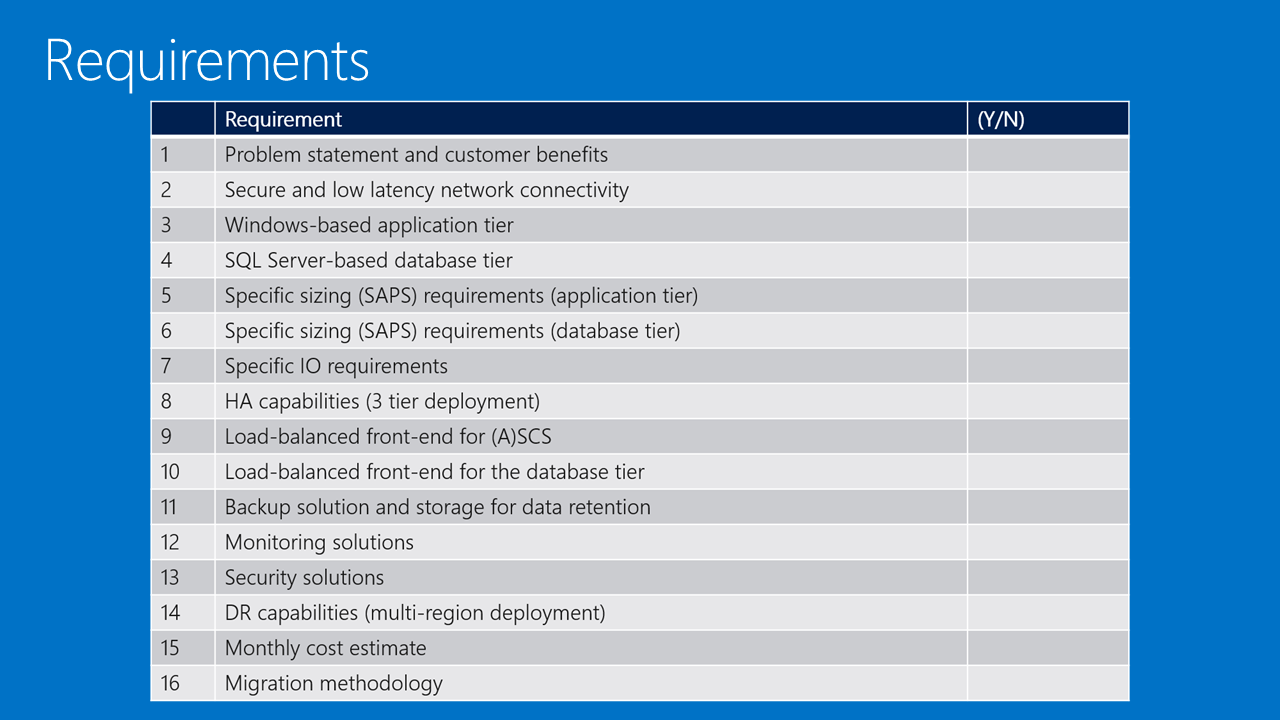 Requirements
Requirement (Y/N)
1 Problem statement and customer benefits
2 Secure and low latency network connectivity
3 Windows-based application tier
4 SQL Server-based database tier
5 Specific sizing (SAPS) requirements (application tier)
6 Specific sizing (SAPS) requirements (database tier)
7 Specific IO requirements
8 HA capabilities (3 tier deployment)
9 Load-balanced front-end for (A)SCS
10 Load-balanced front-end for the database tier
11 Backup solution and storage for data retention
12 Monitoring solutions
13 Security solutions
14 DR capabilities (multi-region deployment)
15 Monthly cost estimate
16 Migration methodology